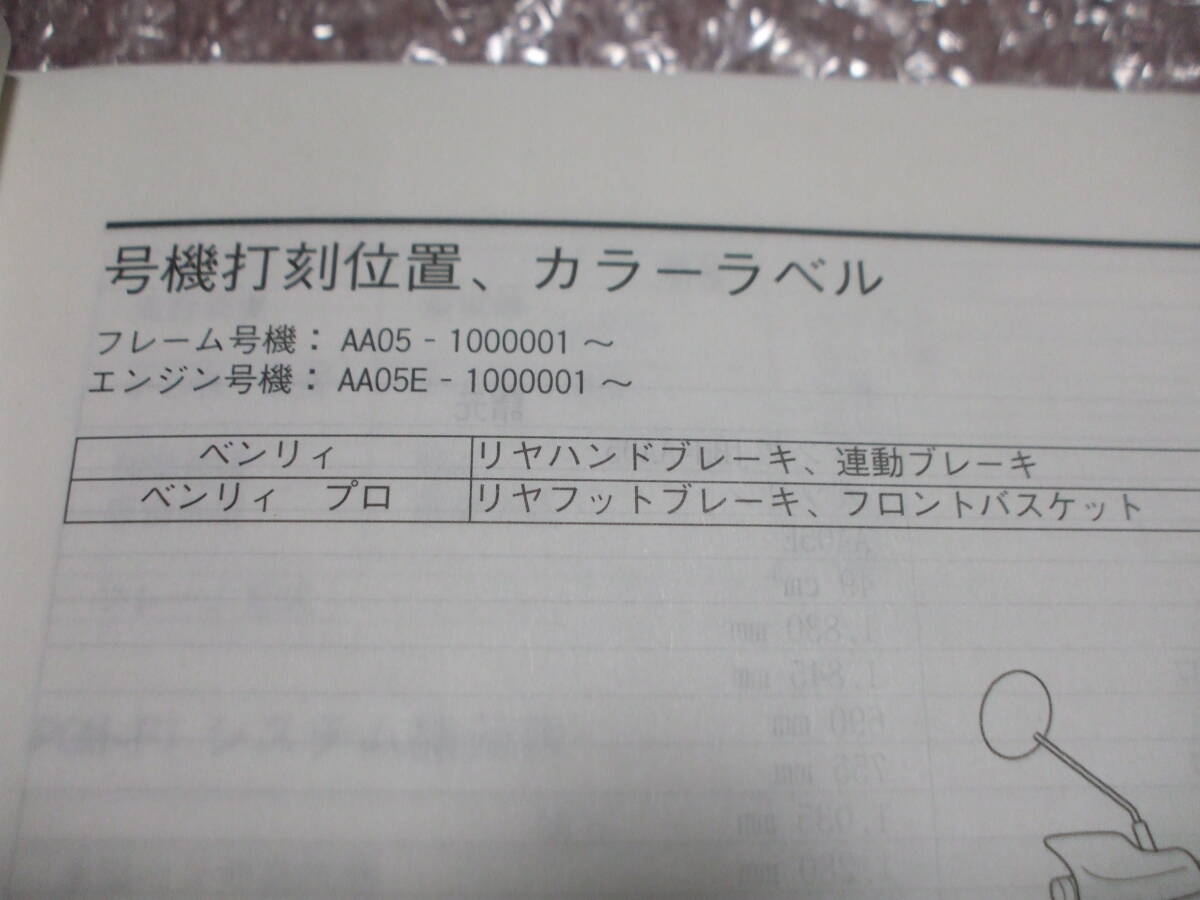 号機打刻位置、カラーラベル
フレーム号機： AA05 - 1000001 ～
エンジン号機： AA05E - 1000001 ～
ベンリィ リヤハンドブレーキ、連動ブレーキ
ベンリィ プロ リヤフットブレーキ、フロントバスケット